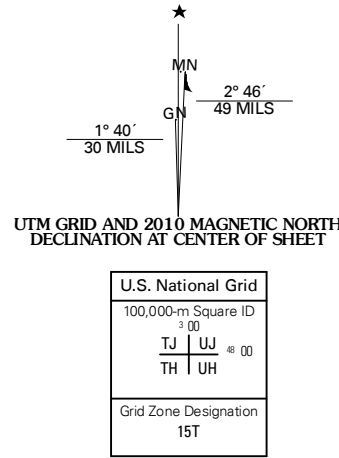 MN
GN
2° 46´
49 MILS
1° 40´
30 MILS
UTM GRID AND 2010 MAGNETIC NORTH
DECLINATION AT CENTER OF SHEET
U.S. National Grid
100,000-m Square ID
3 00
TJ UJ 48 00
TH UH
Grid Zone Designation
15T